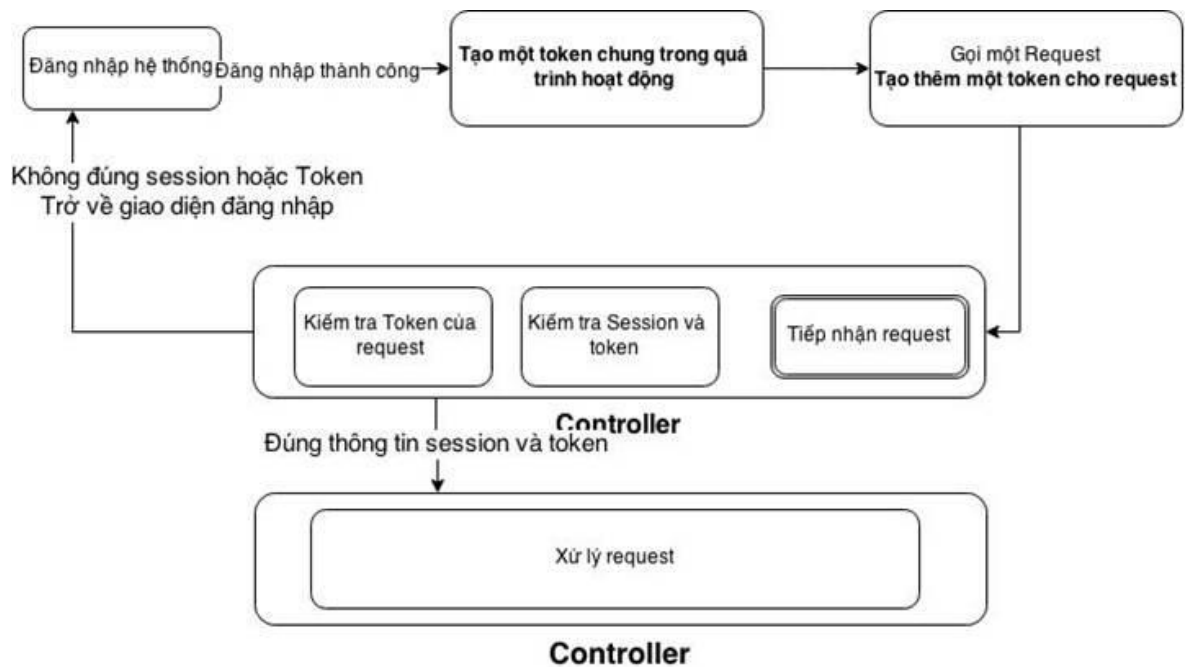 Đăng nhập hệ thống
Đăng nhập thành công
Tạo một token chung trong quá
trình hoạt động
Gọi một Request
Tạo thêm một token cho request
Không đúng session hoặc Token
Trở về giao diện đăng nhập
Kiểm tra Token của
request
Kiểm tra Session và
token
Tiếp nhận request
Controller
Đúng thông tin session và token
Xử lý request
Controller